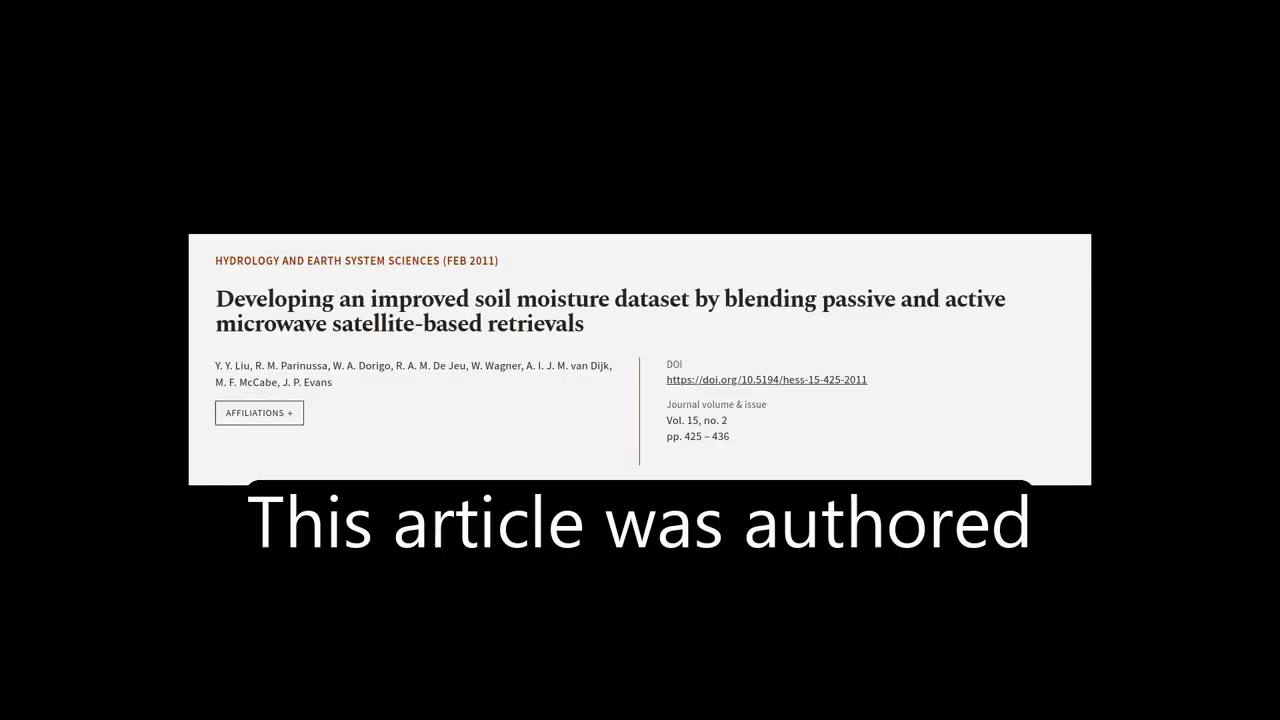 HYDROLOGY AND EARTH SYSTEM SCIENCES (FEB 2011)
Developing an improved soil moisture dataset by blending passive and active
microwave satellite-based retrievals
Y. Y. Liu, R. M. Parinussa, W. A. Dorigo, R. A. M. De Jeu, W. Wagner, A. I. J. M. van Dijk,
M. F. McCabe, J. P. Evans
AFFILIATIONS +
DOI
https://doi.org/10.5194/hess-15-425-2011
Journal volume & issue
Vol. 15, no. 2
pp. 425 – 436
This article was authored